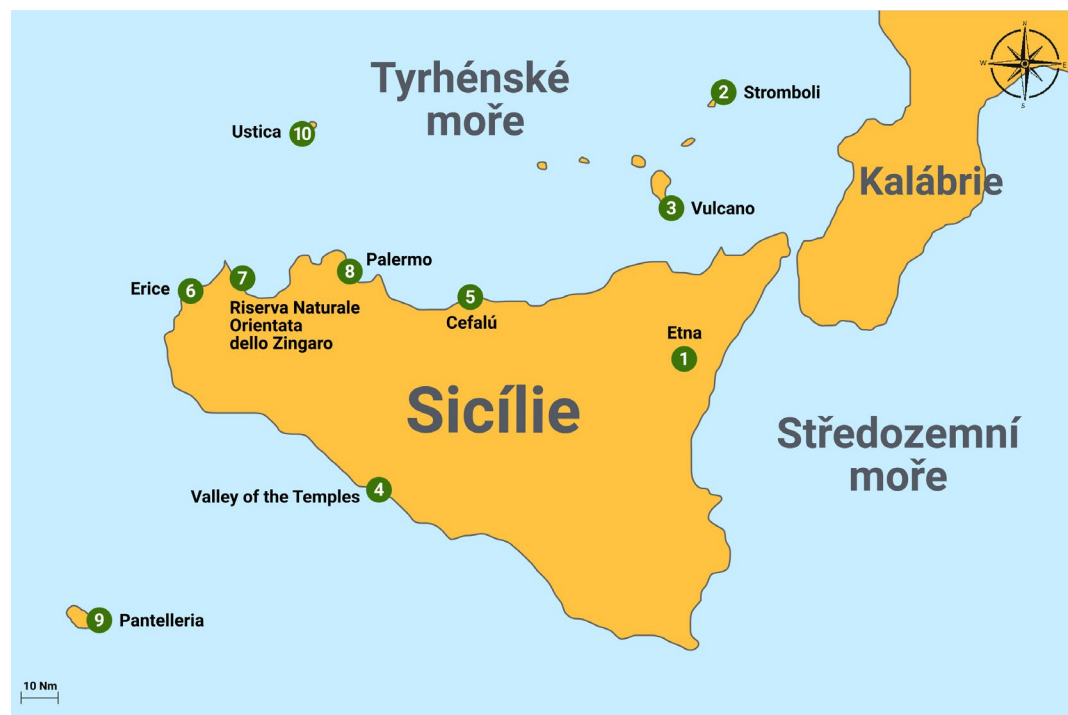 Tyrhénské
moře
N
W
E
S
2
Stromboli
Ustica
10
Kalábrie
3
Vulcano
Palermo
8
7
Erice
6
Riserva Naturale
Orientata
dello Zingaro
5
Cefalú
Etna
1
Sicílie
Středozemní
moře
Valley of the Temples
4
9
Pantelleria
10 Nm